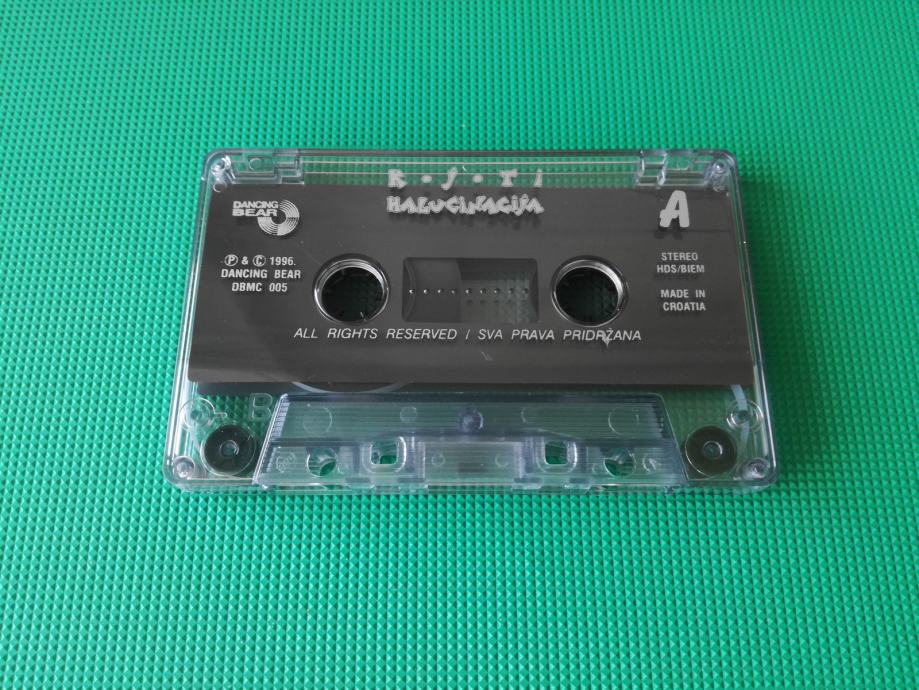 K·J·T i
HALUCINACIJA
DANCING
BEAR
A
Ⓟ & Ⓒ 1996.
DANCING BEAR
DBMC 005
STEREO
HDS/BIEM
MADE IN
CROATIA
ALL RIGHTS RESERVED / SVA PRAVA PRIDRŽANA
B